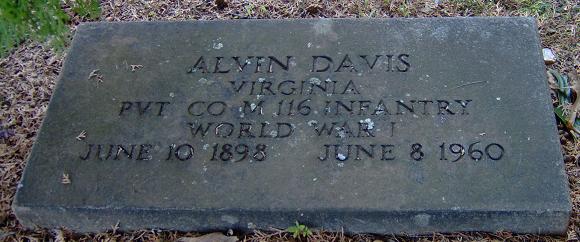 ALVIN DAVIS
VIRGINIA
PVT CO M 116 INFANTRY
WORLD WAR I
JUNE 10 1898 JUNE 8 1960